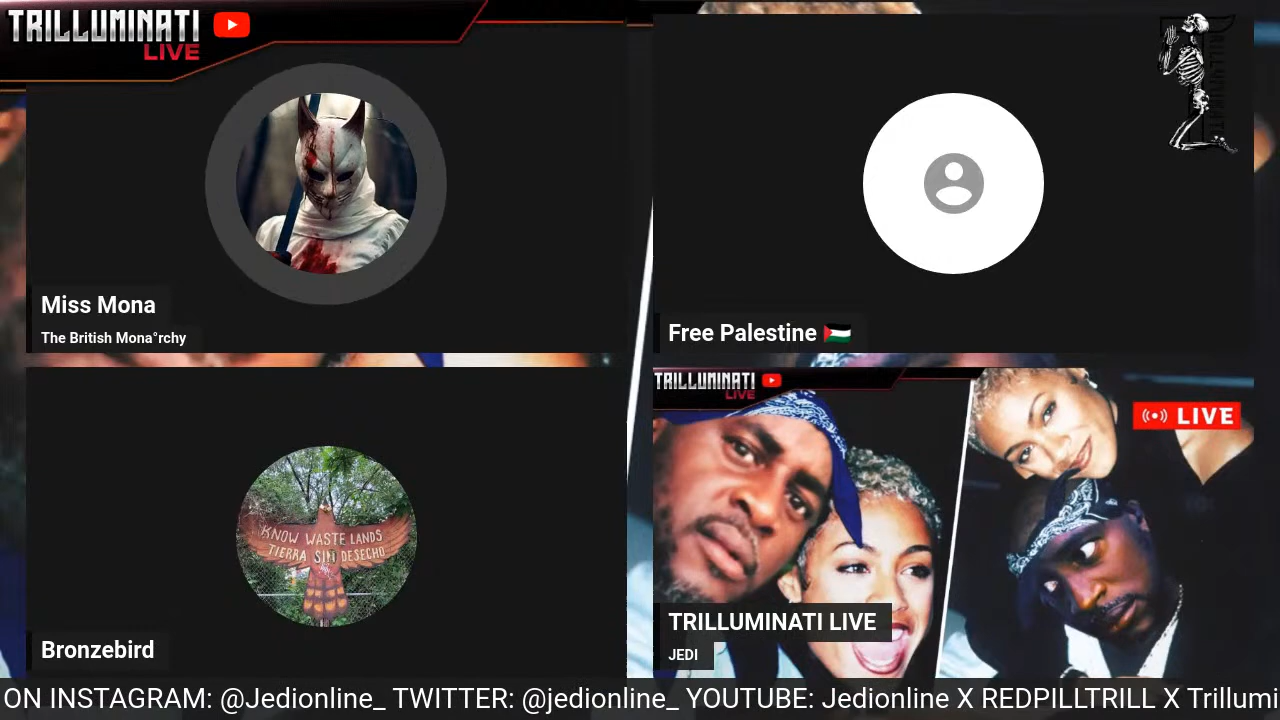 TRILLUMINATI
LIVE
TRILLUMINATI
Miss Mona
The British Mona°rchy
Free Palestine 🇵🇸
KNOW WASTE LANDS
TIERRA SIN DESECHO
Bronzebird
TRILLUMINATI
LIVE
LIVE
TRILLUMINATI LIVE
JEDI
ON INSTAGRAM: @Jedionline_ TWITTER: @jedionline_ YOUTUBE: Jedionline X REDPILLTRILL X Trillumi